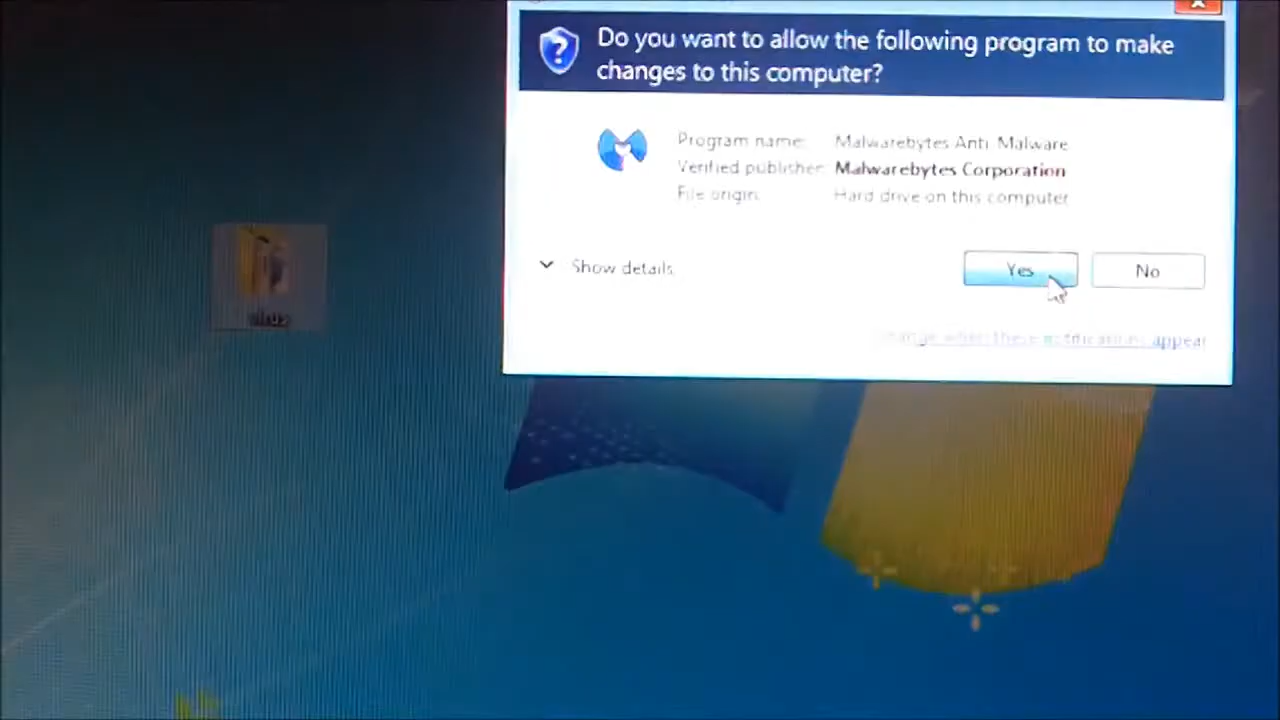 Do you want to allow the following program to make
changes to this computer?
Program name: Malwarebytes Anti-Malware
Verified publisher: Malwarebytes Corporation
File origin: Hard drive on this computer
Show details
Yes
No
virus
Change when these notifications appear